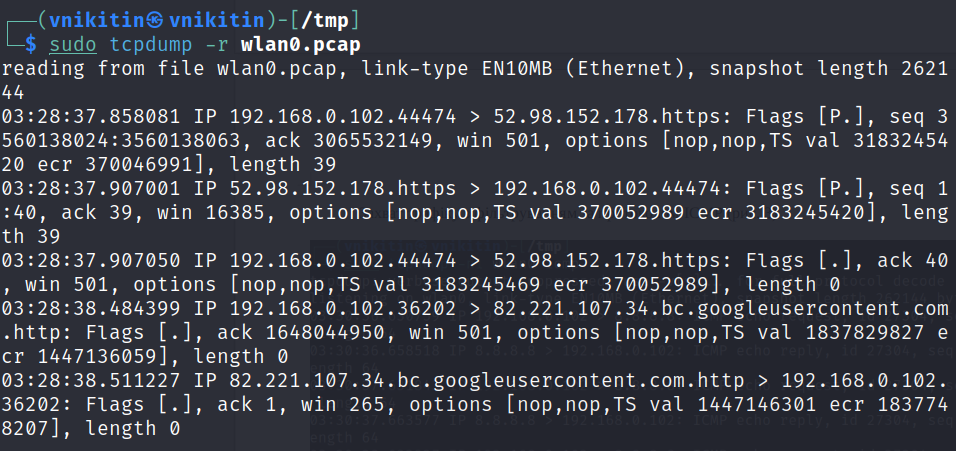 ┌──(vnikitin㉿vnikitin)-[/tmp]
└─$ sudo tcpdump -r wlan0.pcap
reading from file wlan0.pcap, link-type EN10MB (Ethernet), snapshot length 2621
44
03:28:37.858081 IP 192.168.0.102.44474 > 52.98.152.178.https: Flags [P.], seq 3
560138024:3560138063, ack 3065532149, win 501, options [nop,nop,TS val 31832454
20 ecr 370046991], length 39
03:28:37.907001 IP 52.98.152.178.https > 192.168.0.102.44474: Flags [P.], seq 1
:40, ack 39, win 16385, options [nop,nop,TS val 370052989 ecr 3183245420], leng
th 39
03:28:37.907050 IP 192.168.0.102.44474 > 52.98.152.178.https: Flags [.], ack 40
, win 501, options [nop,nop,TS val 3183245469 ecr 370052989], length 0
03:28:38.484399 IP 192.168.0.102.36202 > 82.221.107.34.bc.googleusercontent.com
.http: Flags [.], ack 1648044950, win 501, options [nop,nop,TS val 1837829827 e
cr 1447136059], length 0
03:28:38.511227 IP 82.221.107.34.bc.googleusercontent.com.http > 192.168.0.102.
36202: Flags [.], ack 1, win 265, options [nop,nop,TS val 1447146301 ecr 183774
8207], length 0